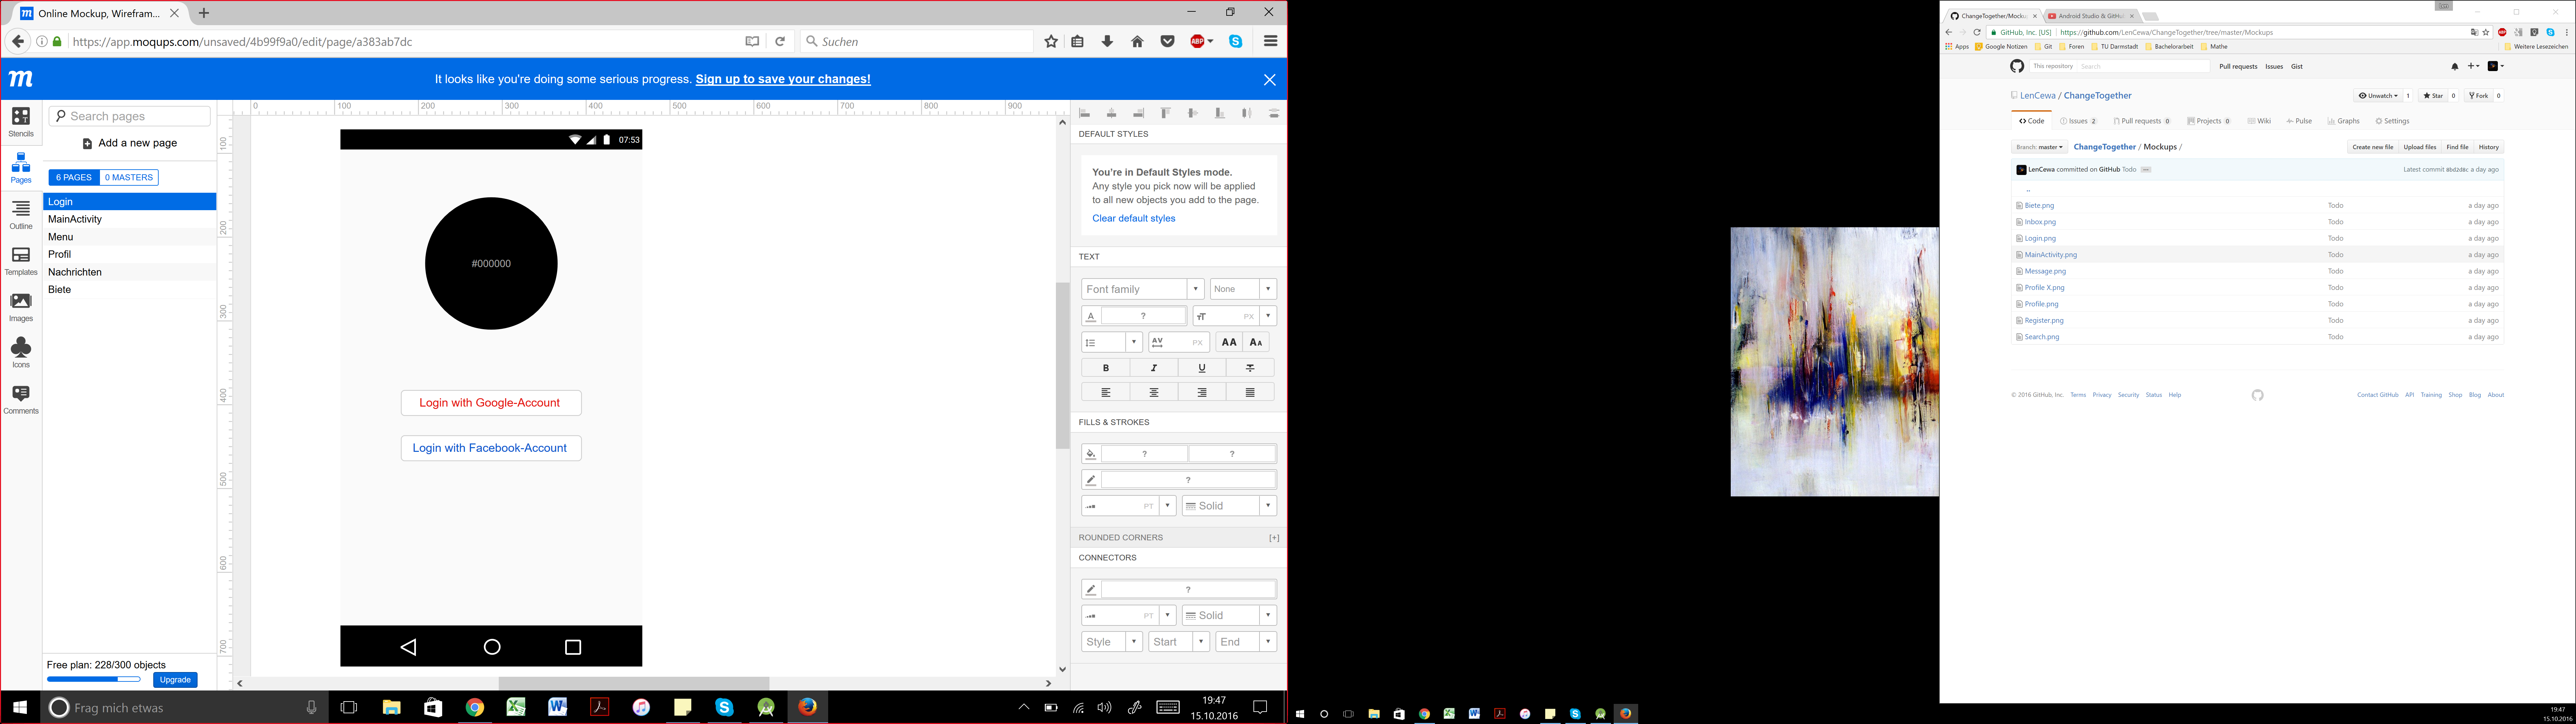 Online Mockup, Wirefram...
https://app.moqups.com/unsaved/4b99f9a0/edit/page/a383ab7dc
Suchen
It looks like you're doing some serious progress. Sign up to save your changes!
Stencils
Pages
Outline
Templates
Images
Icons
Comments
Search pages
Add a new page
6 PAGES
0 MASTERS
Login
MainActivity
Menu
Profil
Nachrichten
Biete
Free plan: 228/300 objects
Upgrade
0 100 200 300 400 500 600 700 800 900
100
200
300
400
500
600
700
07:53
#000000
Login with Google-Account
Login with Facebook-Account
DEFAULT STYLES
You're in Default Styles mode.
Any style you pick now will be applied
to all new objects you add to the page.
Clear default styles
TEXT
Font family
None
A ? TT PX
AV PX AA AA
B I U T
FILLS & STROKES
? ?
?
PT Solid
ROUNDED CORNERS [+]
CONNECTORS
?
PT Solid
Style Start End
Frag mich etwas
19:47
15.10.2016
ChangeTogether/Mocku
Android Studio & GitHub
GitHub, Inc. [US] https://github.com/LenCewa/ChangeTogether/tree/master/Mockups
Apps Google Notizen Git Foren TU Darmstadt Bachelorarbeit Mathe Weitere Lesezeichen
This repository Search Pull requests Issues Gist
LenCewa / ChangeTogether
Unwatch 1 Star 0 Fork 0
Code Issues 2 Pull requests 0 Projects 0 Wiki Pulse Graphs Settings
Branch: master ChangeTogether / Mockups /
Create new file Upload files Find file History
LenCewa committed on GitHub Todo
Latest commit a day ago
..
Biete.png Todo a day ago
Inbox.png Todo a day ago
Login.png Todo a day ago
MainActivity.png Todo a day ago
Message.png Todo a day ago
Profile X.png Todo a day ago
Profile.png Todo a day ago
Register.png Todo a day ago
Search.png Todo a day ago
© 2016 GitHub, Inc. Terms Privacy Security Status Help
Contact GitHub API Training Shop Blog About
19:47
15.10.2016